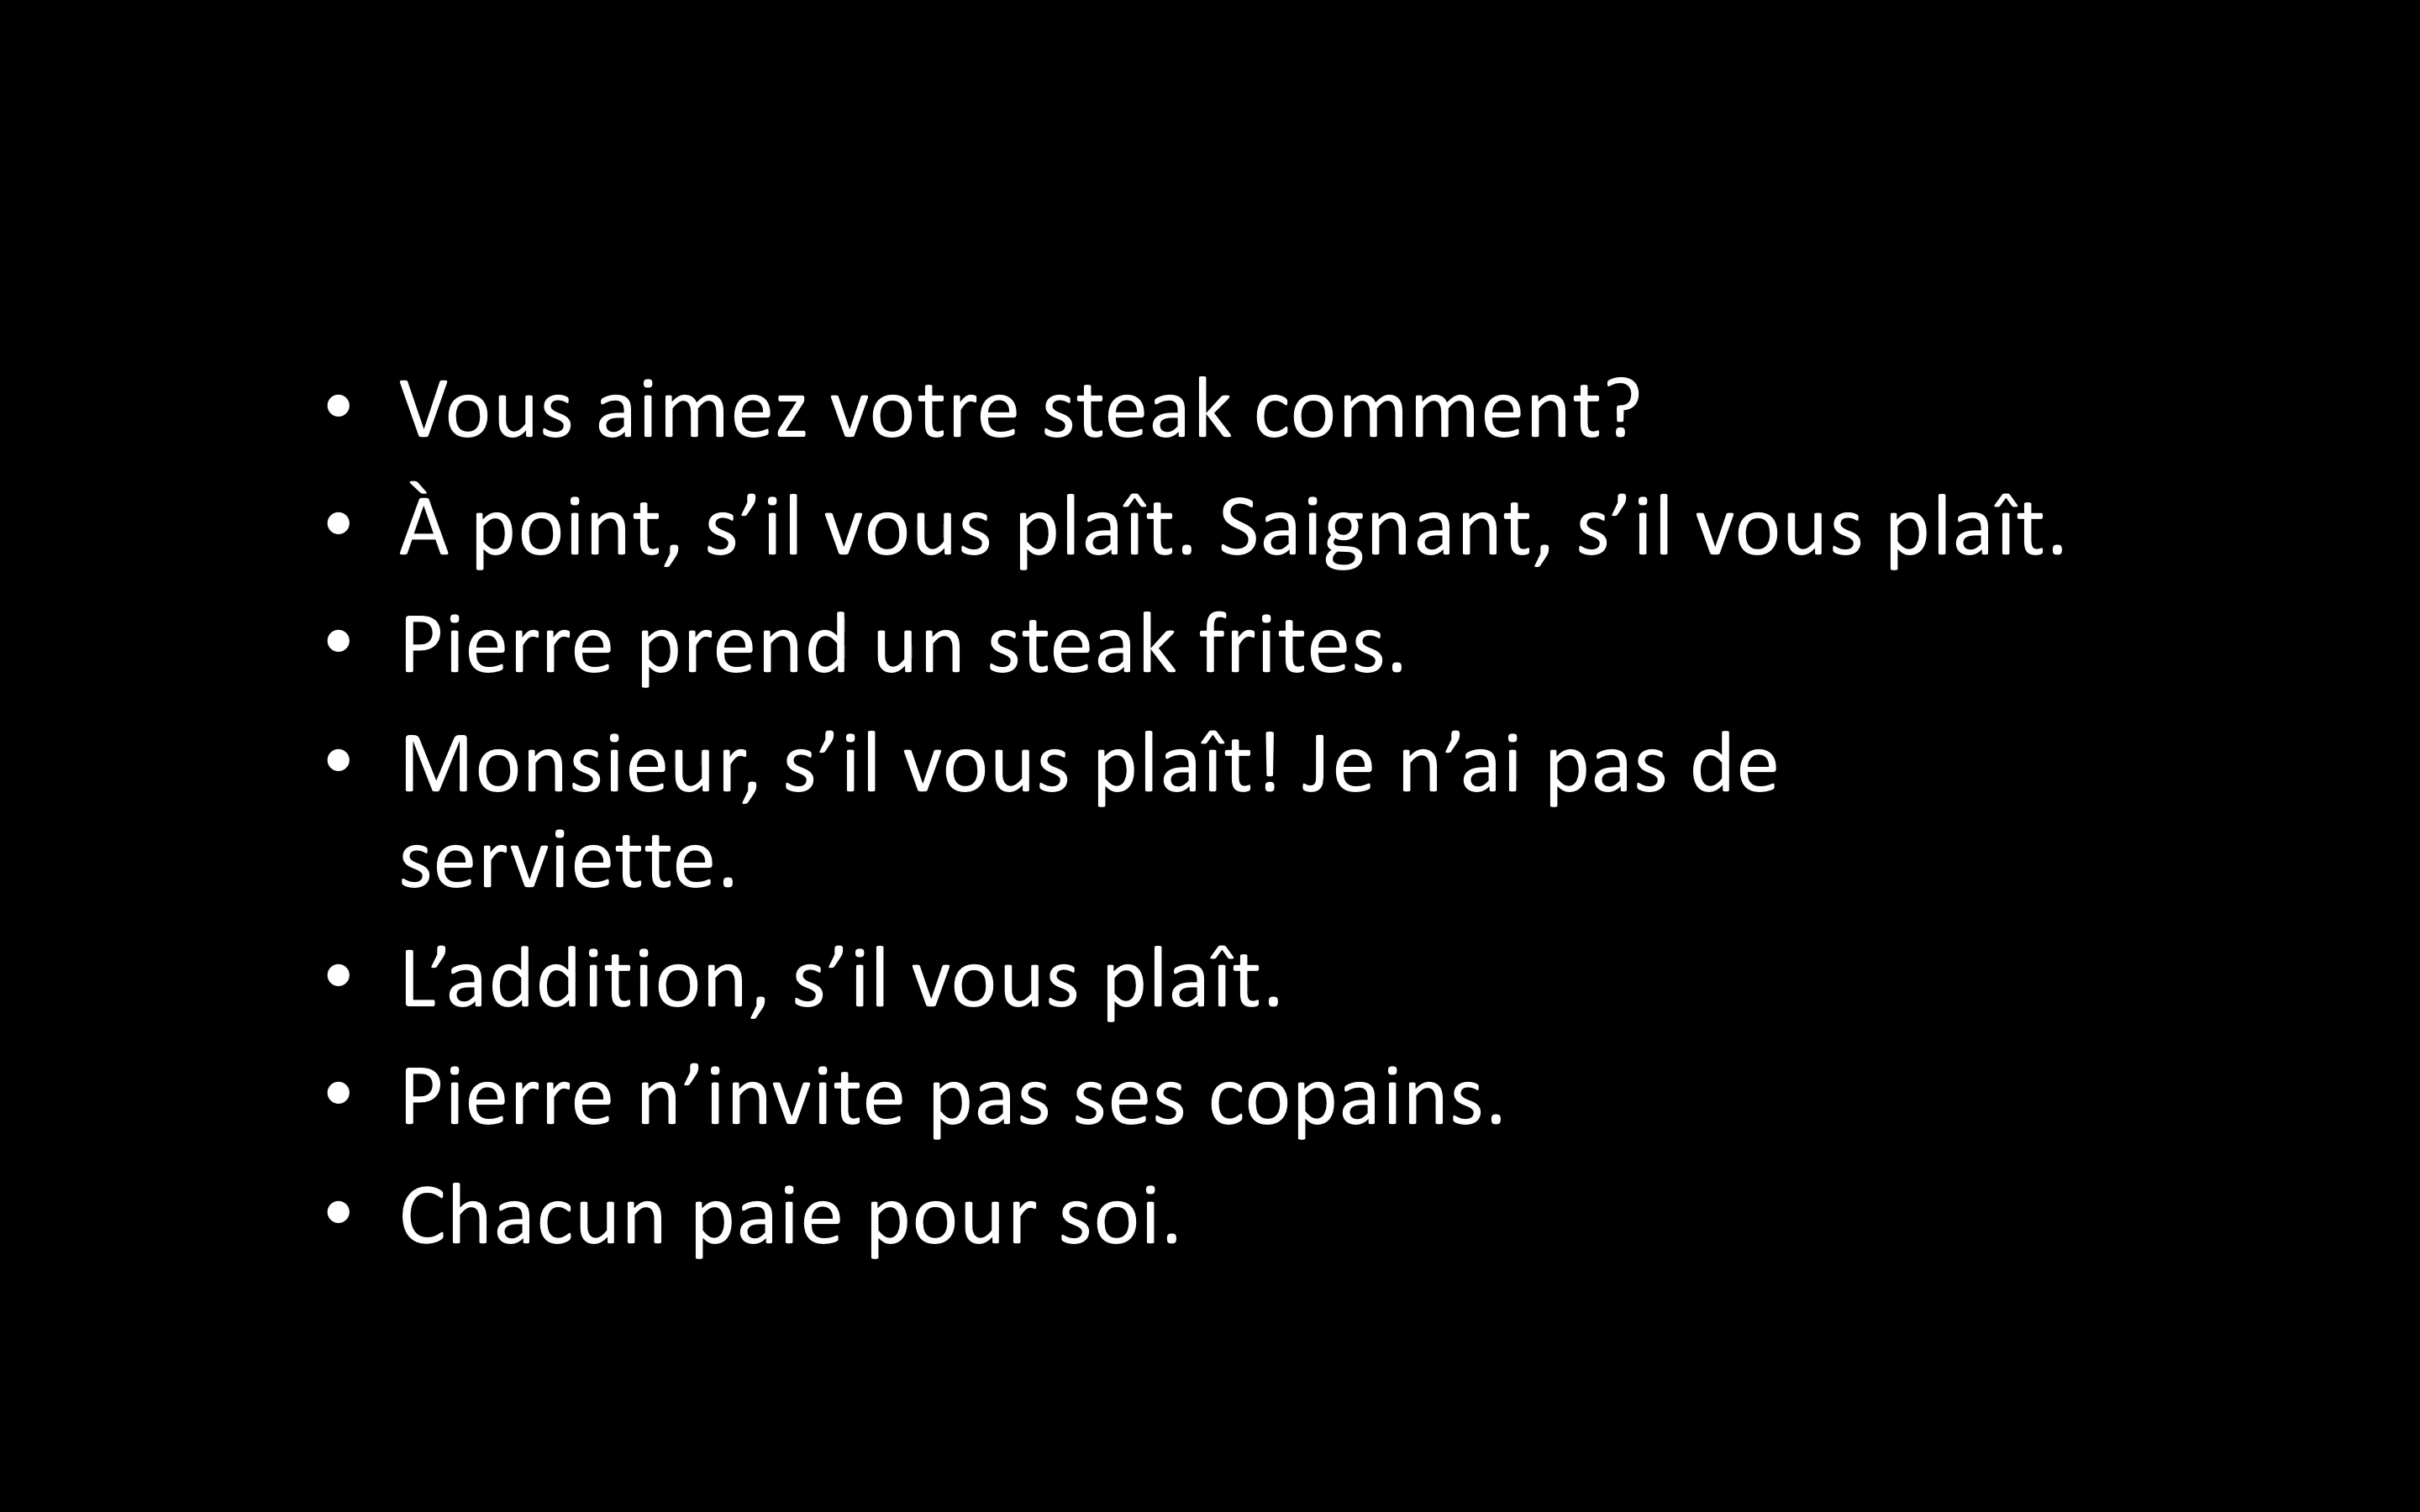 • Vous aimez votre steak comment?
• À point, s’il vous plaît. Saignant, s’il vous plaît.
• Pierre prend un steak frites.
• Monsieur, s’il vous plaît! Je n’ai pas de
serviette.
• L’addition, s’il vous plaît.
• Pierre n’invite pas ses copains.
• Chacun paie pour soi.